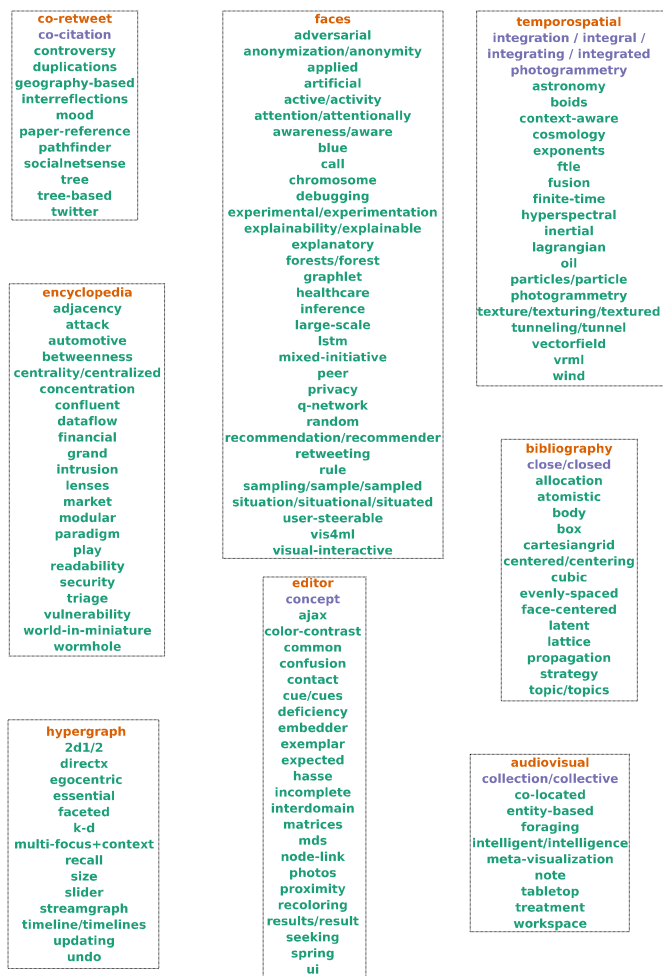 co-retweet
co-citation
controversy
duplications
geography-based
interreflections
mood
paper-reference
pathfinder
socialnetsense
tree
tree-based
twitter
encyclopedia
adjacency
attack
automotive
betweenness
centrality/centralized
concentration
confluent
dataflow
financial
grand
intrusion
lenses
market
modular
paradigm
play
readability
security
triage
vulnerability
world-in-miniature
wormhole
hypergraph
2d1/2
directx
egocentric
essential
faceted
k-d
multi-focus+context
recall
size
slider
streamgraph
timeline/timelines
updating
undo
faces
adversarial
anonymization/anonymity
applied
artificial
active/activity
attention/attentionally
awareness/aware
blue
call
chromosome
debugging
experimental/experimentation
explainability/explainable
explanatory
forests/forest
graphlet
healthcare
inference
large-scale
lstm
mixed-initiative
peer
privacy
q-network
random
recommendation/recommender
retweeting
rule
sampling/sample/sampled
situation/situational/situated
user-steerable
vis4ml
visual-interactive
editor
concept
ajax
color-contrast
common
confusion
contact
cue/cues
deficiency
embedder
exemplar
expected
hasse
incomplete
interdomain
matrices
mds
node-link
photos
proximity
recoloring
results/result
seeking
spring
ui
temporospatial
integration / integral /
integrating / integrated
photogrammetry
astronomy
boids
context-aware
cosmology
exponents
ftle
fusion
finite-time
hyperspectral
inertial
lagrangian
oil
particles/particle
photogrammetry
texture/texturing/textured
tunneling/tunnel
vectorfield
vrml
wind
bibliography
close/closed
allocation
atomistic
body
box
cartesiangrid
centered/centering
cubic
evenly-spaced
face-centered
latent
lattice
propagation
strategy
topic/topics
audiovisual
collection/collective
co-located
entity-based
foraging
intelligent/intelligence
meta-visualization
note
tabletop
treatment
workspace